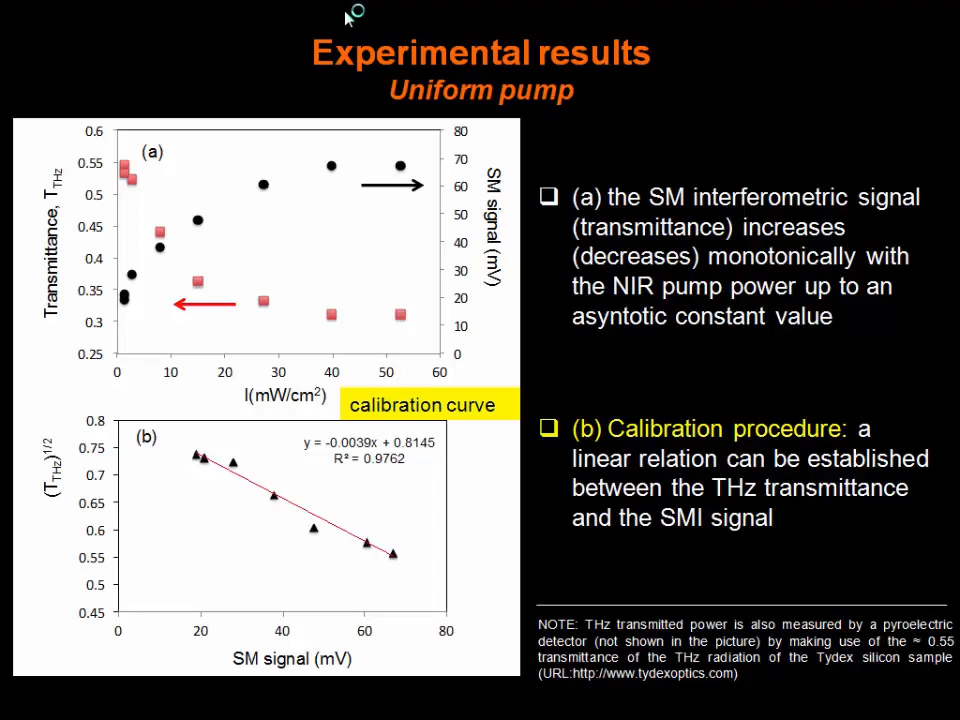 Experimental results
Uniform pump
(a)
Transmittance, TTHz
SM signal (mV)
0.6
0.55
0.5
0.45
0.4
0.35
0.3
0.25
80
70
60
50
40
30
20
10
0
0 10 20 30 40 50 60
I(mW/cm2)
calibration curve
(b)
y = -0.0039x + 0.8145
R² = 0.9762
(TTHz)1/2
0.8
0.75
0.7
0.65
0.6
0.55
0.5
0.45
0 20 40 60 80
SM signal (mV)
(a) the SM interferometric signal
(transmittance) increases
(decreases) monotonically with
the NIR pump power up to an
asyntotic constant value
(b) Calibration procedure: a
linear relation can be established
between the THz transmittance
and the SMI signal
NOTE: THz transmitted power is also measured by a pyroelectric
detector (not shown in the picture) by making use of the ≈ 0.55
transmittance of the THz radiation of the Tydex silicon sample
(URL:http://www.tydexoptics.com)